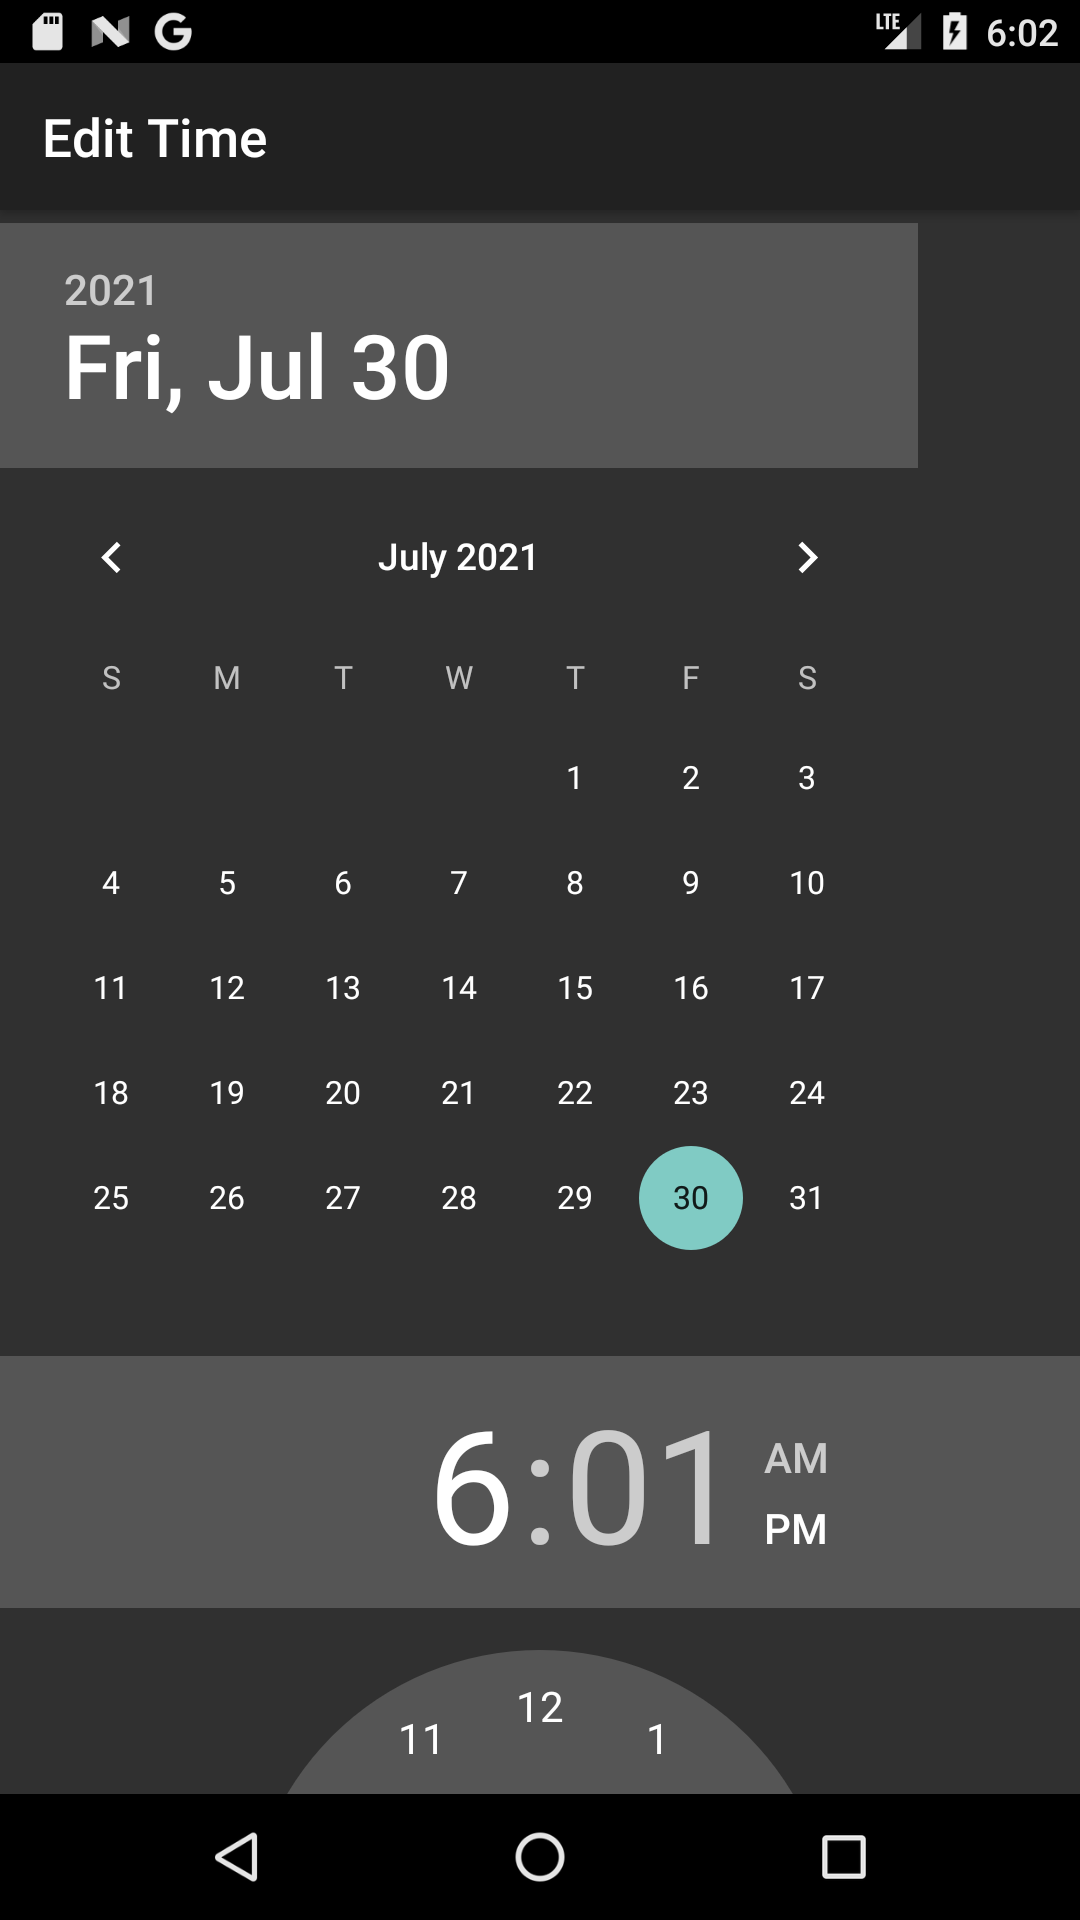 LTE 6:02
Edit Time
2021
Fri, Jul 30
July 2021
S M T W T F S
1 2 3
4 5 6 7 8 9 10
11 12 13 14 15 16 17
18 19 20 21 22 23 24
25 26 27 28 29 30 31
6:01 AM
PM
12
11 1